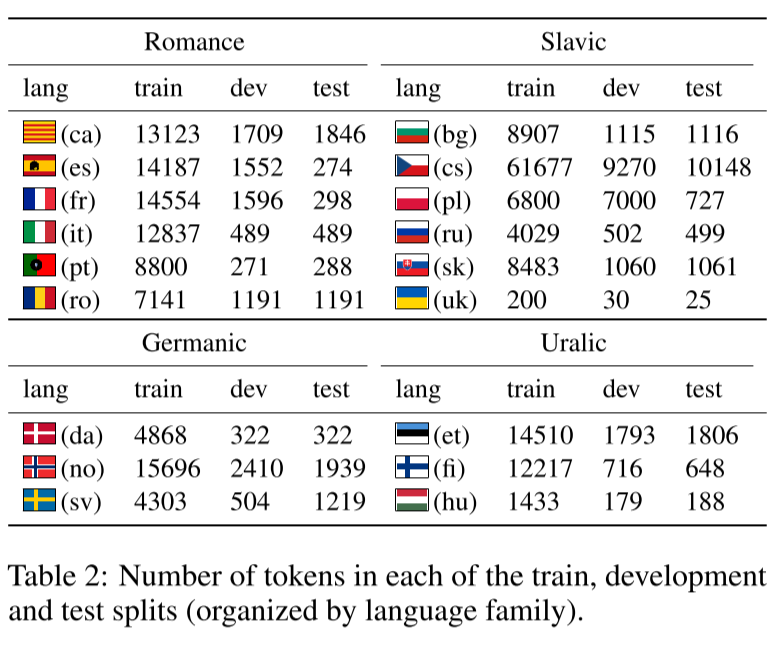 Romance Slavic
lang train dev test lang train dev test
(ca) 13123 1709 1846 (bg) 8907 1115 1116
(es) 14187 1552 274 (cs) 61677 9270 10148
(fr) 14554 1596 298 (pl) 6800 7000 727
(it) 12837 489 489 (ru) 4029 502 499
(pt) 8800 271 288 (sk) 8483 1060 1061
(ro) 7141 1191 1191 (uk) 200 30 25
Germanic Uralic
lang train dev test lang train dev test
(da) 4868 322 322 (et) 14510 1793 1806
(no) 15696 2410 1939 (fi) 12217 716 648
(sv) 4303 504 1219 (hu) 1433 179 188
Table 2: Number of tokens in each of the train, development
and test splits (organized by language family).